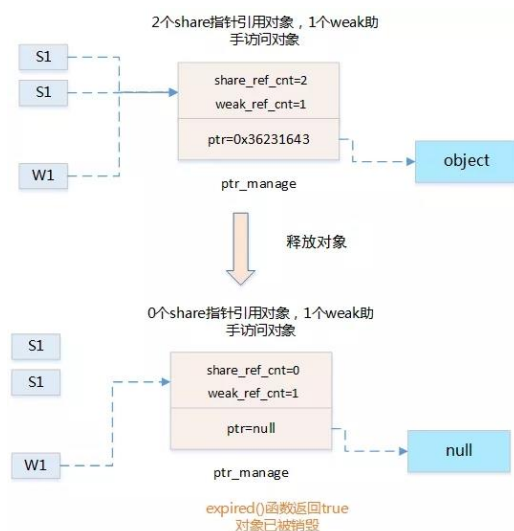 2个share指针引用对象，1个weak助
手访问对象
S1
S1
W1
share_ref_cnt=2
weak_ref_cnt=1
ptr=0x36231643
object
ptr_manage
释放对象
0个share指针引用对象，1个weak助
手访问对象
S1
S1
W1
share_ref_cnt=0
weak_ref_cnt=1
ptr=null
null
ptr_manage
expired()函数返回true
对象已被销毁